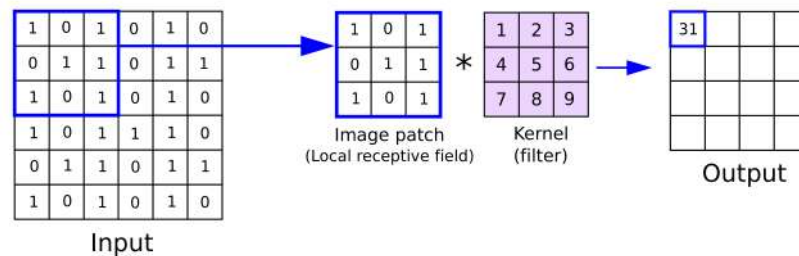 1 0 1 0 1 0
0 1 1 0 1 1
1 0 1 0 1 0
1 0 1 1 1 0
0 1 1 0 1 1
1 0 1 0 1 0
Input
1 0 1
0 1 1
1 0 1
Image patch
(Local receptive field)
*
1 2 3
4 5 6
7 8 9
Kernel
(filter)
31
Output